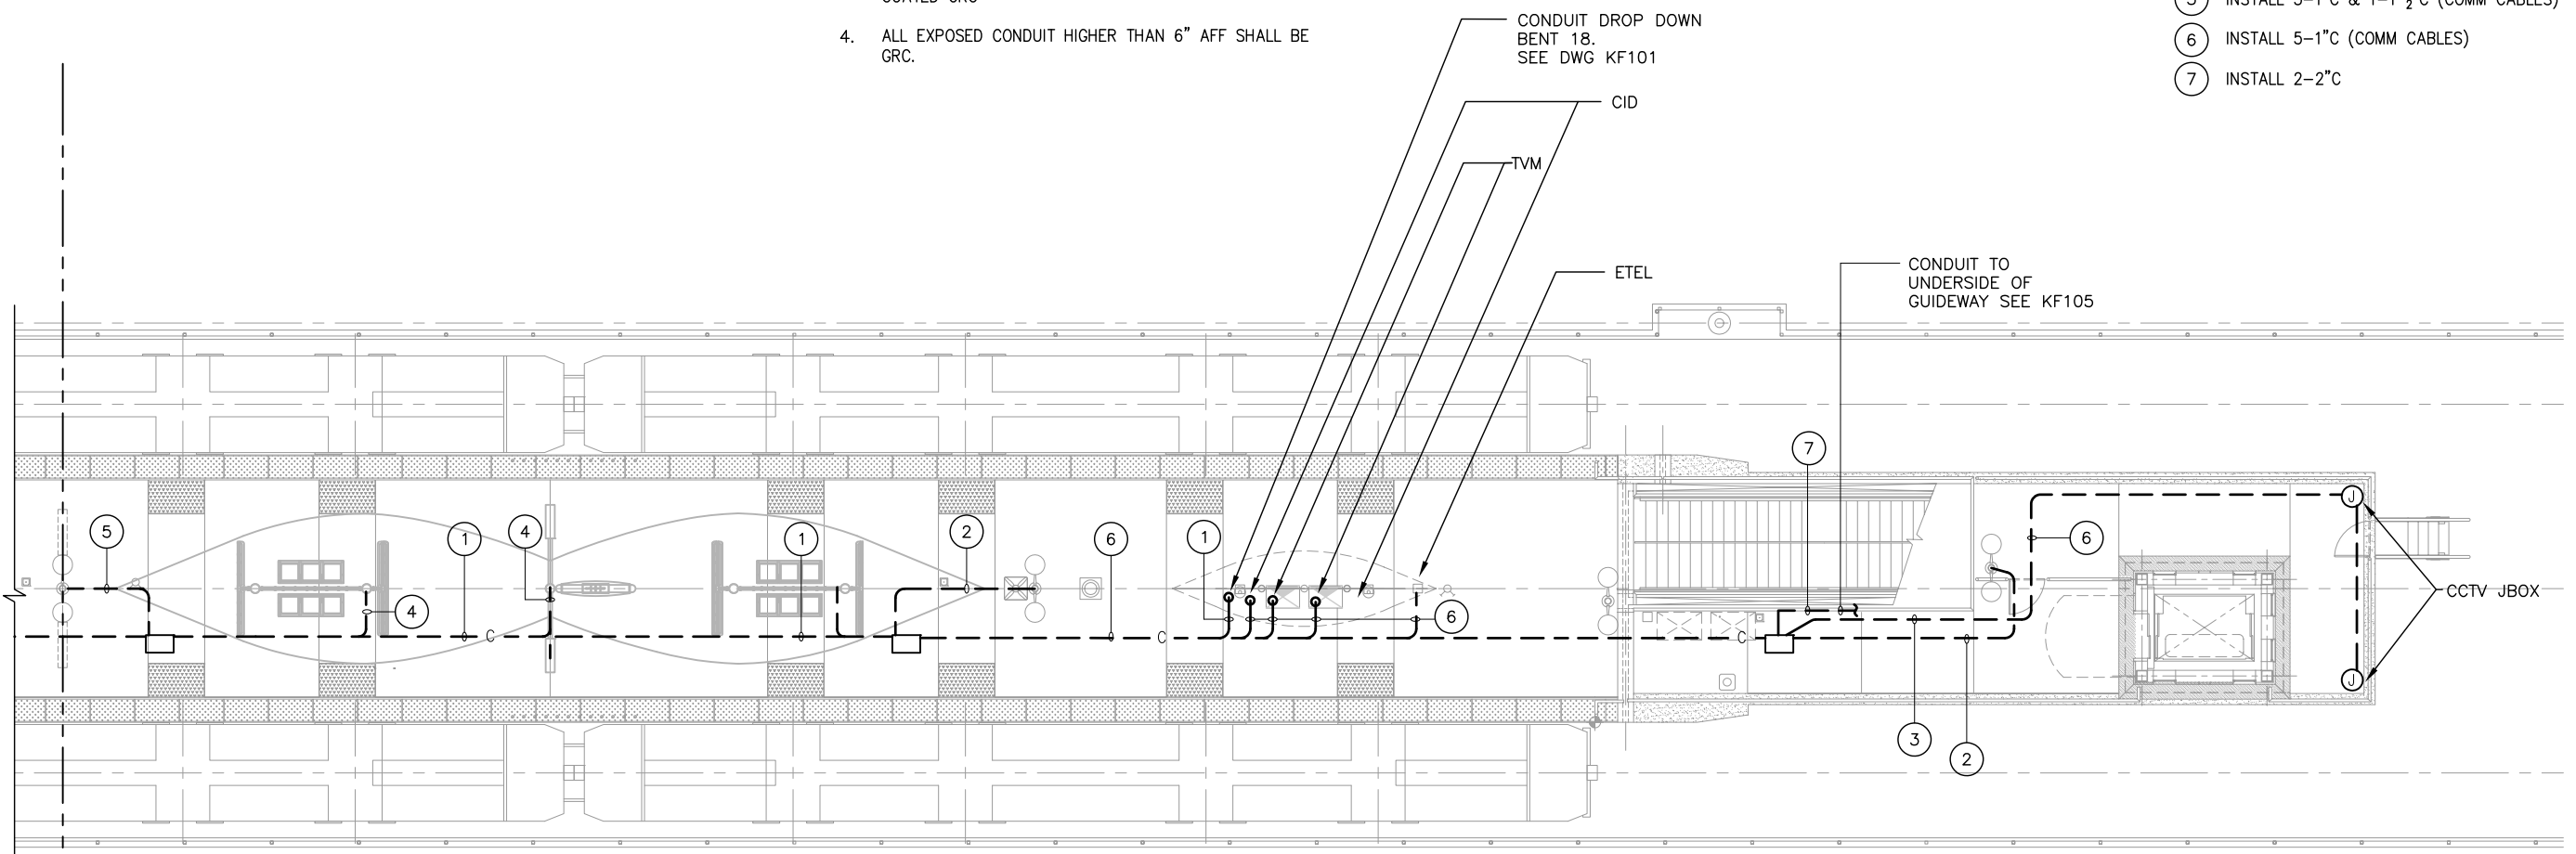 4. ALL EXPOSED CONDUIT HIGHER THAN 6" AFF SHALL BE
GRC.
CONDUIT DROP DOWN
BENT 18.
SEE DWG KF101
CID
TVM
ETEL
CONDUIT TO
UNDERSIDE OF
GUIDEWAY SEE KF105
6 INSTALL 5-1"C (COMM CABLES)
7 INSTALL 2-2"C
5
1
4
4
1
2
6
1
6
7
6
3
2
C
C
C
J
J
CCTV JBOX